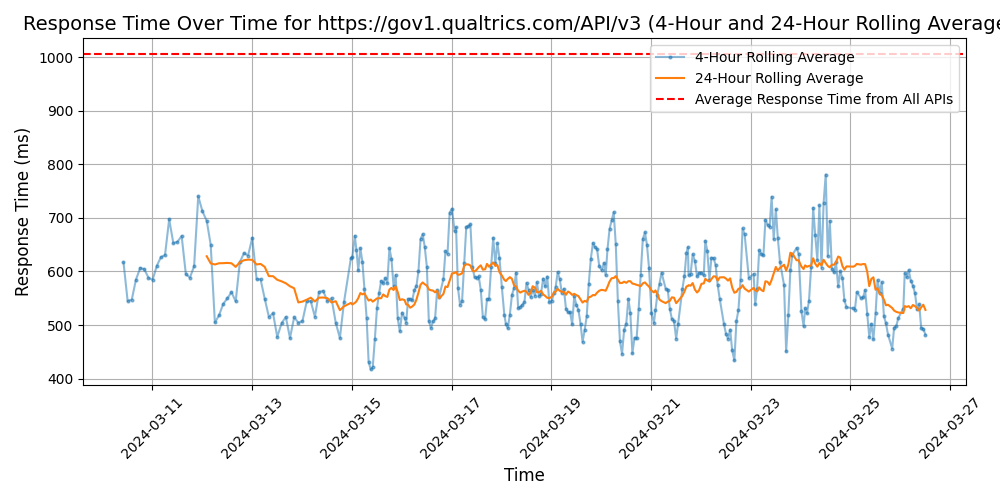 Response Time Over Time for https://gov1.qualtrics.com/API/v3 (4-Hour and 24-Hour Rolling Average
4-Hour Rolling Average
24-Hour Rolling Average
Average Response Time from All APIs
Response Time (ms)
1000
900
800
700
600
500
400
2024-03-11
2024-03-13
2024-03-15
2024-03-17
2024-03-19
2024-03-21
2024-03-23
2024-03-25
2024-03-27
Time